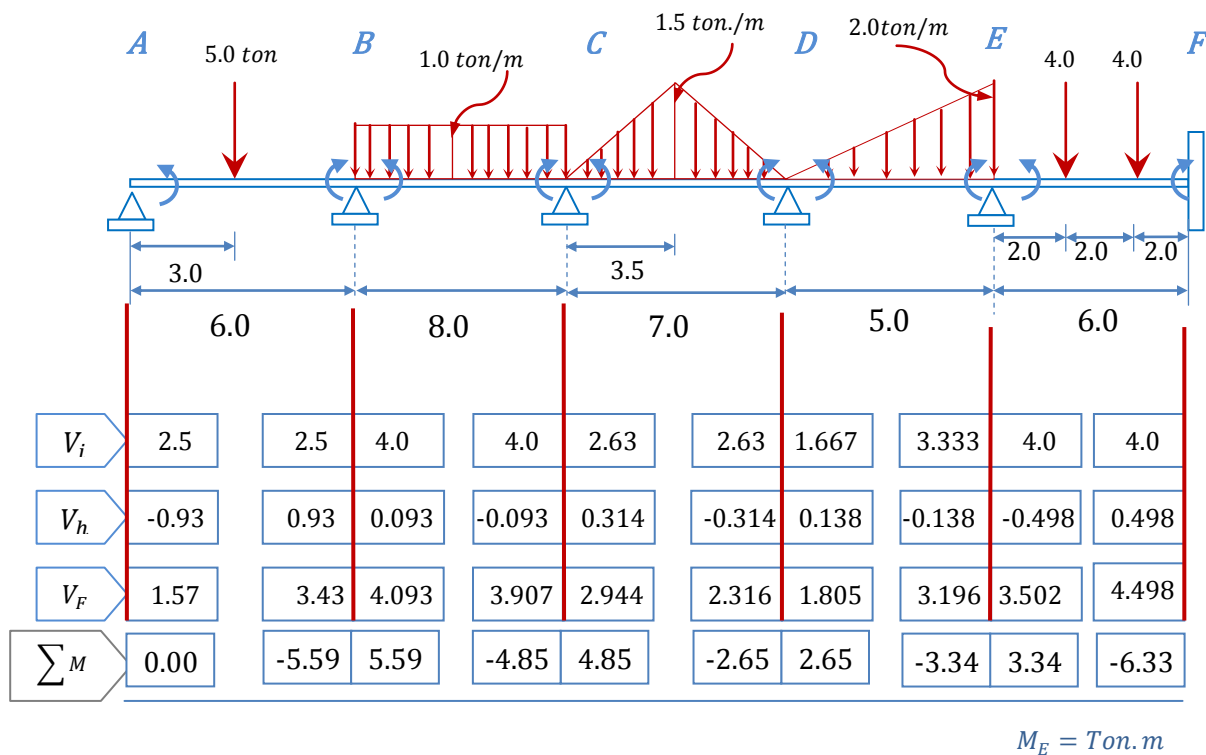 A B C D E F
5.0 ton
1.0 ton/m
1.5 ton./m
2.0ton/m
4.0 4.0
3.0 3.5 2.0 2.0 2.0
6.0 8.0 7.0 5.0 6.0
V_i 2.5 2.5 4.0 4.0 2.63 2.63 1.667 3.333 4.0 4.0
V_h. -0.93 0.93 0.093 -0.093 0.314 -0.314 0.138 -0.138 -0.498 0.498
V_F 1.57 3.43 4.093 3.907 2.944 2.316 1.805 3.196 3.502 4.498
∑ M 0.00 -5.59 5.59 -4.85 4.85 -2.65 2.65 -3.34 3.34 -6.33
M_E = Ton. m